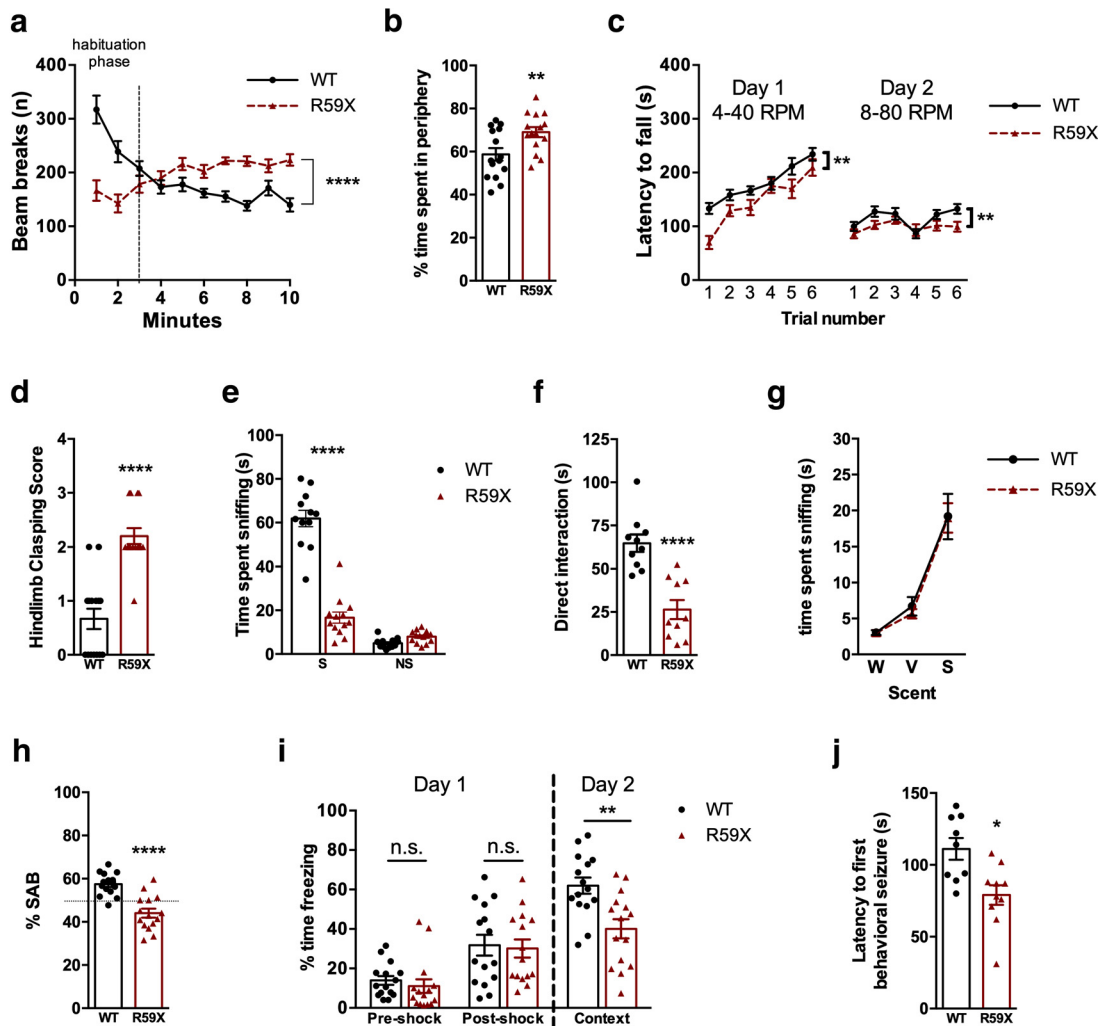 a
habituation
phase
400
300
200
100
0
Beam breaks (n)
0 2 4 6 8 10
Minutes
WT
R59X
****
b
100
80
60
40
20
0
% time spent in periphery
**
WT R59X
c
400
300
200
100
0
Latency to fall (s)
Day 1
4-40 RPM
Day 2
8-80 RPM
**
**
1 2 3 4 5 6 1 2 3 4 5 6
Trial number
WT
R59X
d
4
3
2
1
0
Hindlimb Clasping Score
****
WT R59X
e
100
80
60
40
20
0
Time spent sniffing (s)
****
S NS
WT
R59X
f
125
100
75
50
25
0
Direct interaction (s)
****
WT R59X
g
30
25
20
15
10
5
0
time spent sniffing (s)
W V S
Scent
WT
R59X
h
100
80
60
40
20
0
% SAB
****
WT R59X
i
Day 1 Day 2
100
80
60
40
20
0
% time freezing
n.s. n.s. **
Pre-shock Post-shock Context
WT
R59X
j
150
100
50
0
Latency to first
behavioral seizure (s)
*
WT R59X